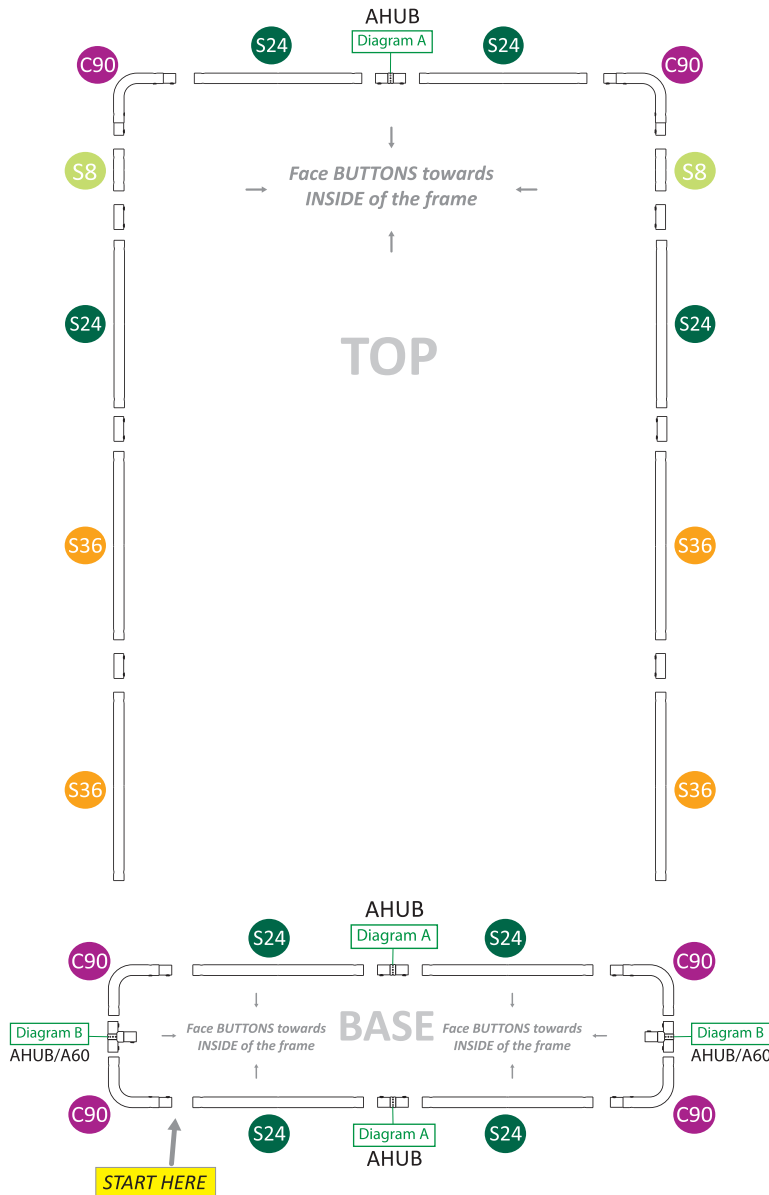 AHUB
Diagram A
S24
S24
C90
C90
Face BUTTONS towards
INSIDE of the frame
S8
S8
TOP
S24
S24
S36
S36
S36
S36
AHUB
Diagram A
S24
S24
C90
C90
Face BUTTONS towards
INSIDE of the frame
BASE
Face BUTTONS towards
INSIDE of the frame
Diagram B
AHUB/A60
Diagram B
AHUB/A60
C90
C90
S24
S24
Diagram A
AHUB
START HERE